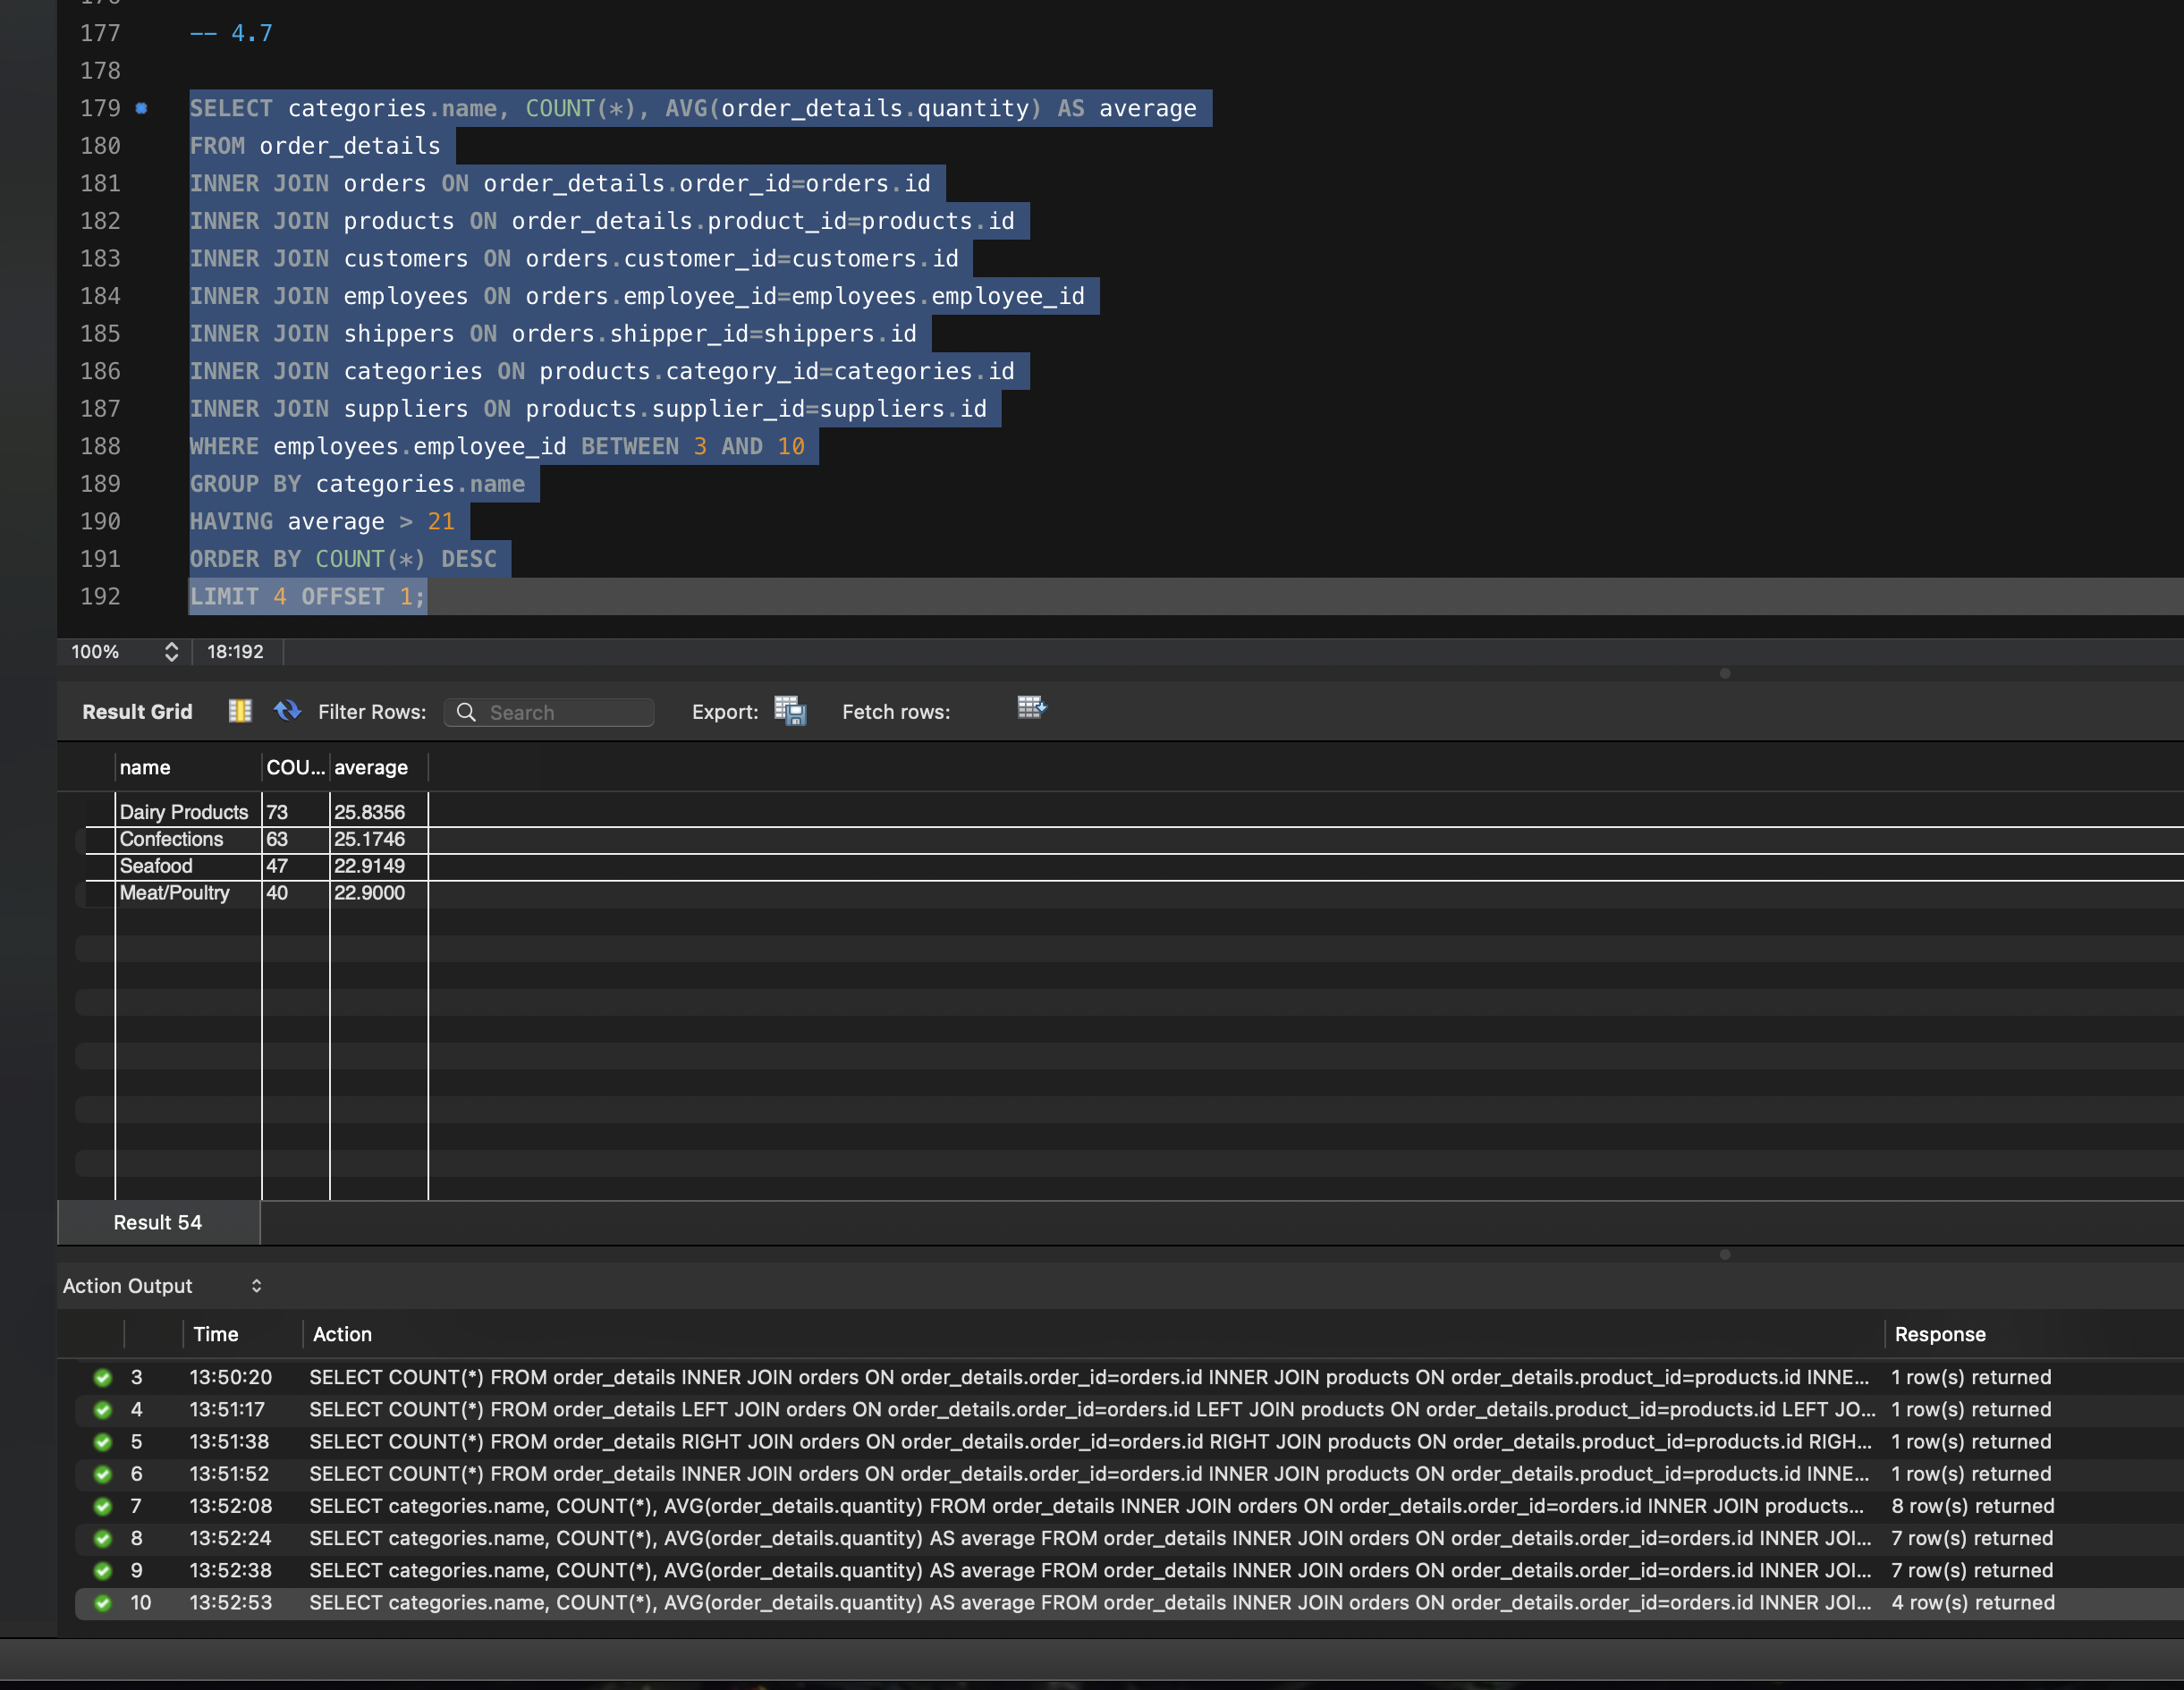 177 -- 4.7
178
179 SELECT categories.name, COUNT(*), AVG(order_details.quantity) AS average
180 FROM order_details
181 INNER JOIN orders ON order_details.order_id=orders.id
182 INNER JOIN products ON order_details.product_id=products.id
183 INNER JOIN customers ON orders.customer_id=customers.id
184 INNER JOIN employees ON orders.employee_id=employees.employee_id
185 INNER JOIN shippers ON orders.shipper_id=shippers.id
186 INNER JOIN categories ON products.category_id=categories.id
187 INNER JOIN suppliers ON products.supplier_id=suppliers.id
188 WHERE employees.employee_id BETWEEN 3 AND 10
189 GROUP BY categories.name
190 HAVING average > 21
191 ORDER BY COUNT(*) DESC
192 LIMIT 4 OFFSET 1;
100% 18:192
Result Grid Filter Rows: Search Export: Fetch rows:
name COU... average
Dairy Products 73 25.8356
Confections 63 25.1746
Seafood 47 22.9149
Meat/Poultry 40 22.9000
Result 54
Action Output
Time Action Response
3 13:50:20 SELECT COUNT(*) FROM order_details INNER JOIN orders ON order_details.order_id=orders.id INNER JOIN products ON order_details.product_id=products.id INNE... 1 row(s) returned
4 13:51:17 SELECT COUNT(*) FROM order_details LEFT JOIN orders ON order_details.order_id=orders.id LEFT JOIN products ON order_details.product_id=products.id LEFT JO... 1 row(s) returned
5 13:51:38 SELECT COUNT(*) FROM order_details RIGHT JOIN orders ON order_details.order_id=orders.id RIGHT JOIN products ON order_details.product_id=products.id RIGH... 1 row(s) returned
6 13:51:52 SELECT COUNT(*) FROM order_details INNER JOIN orders ON order_details.order_id=orders.id INNER JOIN products ON order_details.product_id=products.id INNE... 1 row(s) returned
7 13:52:08 SELECT categories.name, COUNT(*), AVG(order_details.quantity) FROM order_details INNER JOIN orders ON order_details.order_id=orders.id INNER JOIN products... 8 row(s) returned
8 13:52:24 SELECT categories.name, COUNT(*), AVG(order_details.quantity) AS average FROM order_details INNER JOIN orders ON order_details.order_id=orders.id INNER JOI... 7 row(s) returned
9 13:52:38 SELECT categories.name, COUNT(*), AVG(order_details.quantity) AS average FROM order_details INNER JOIN orders ON order_details.order_id=orders.id INNER JOI... 7 row(s) returned
10 13:52:53 SELECT categories.name, COUNT(*), AVG(order_details.quantity) AS average FROM order_details INNER JOIN orders ON order_details.order_id=orders.id INNER JOI... 4 row(s) returned